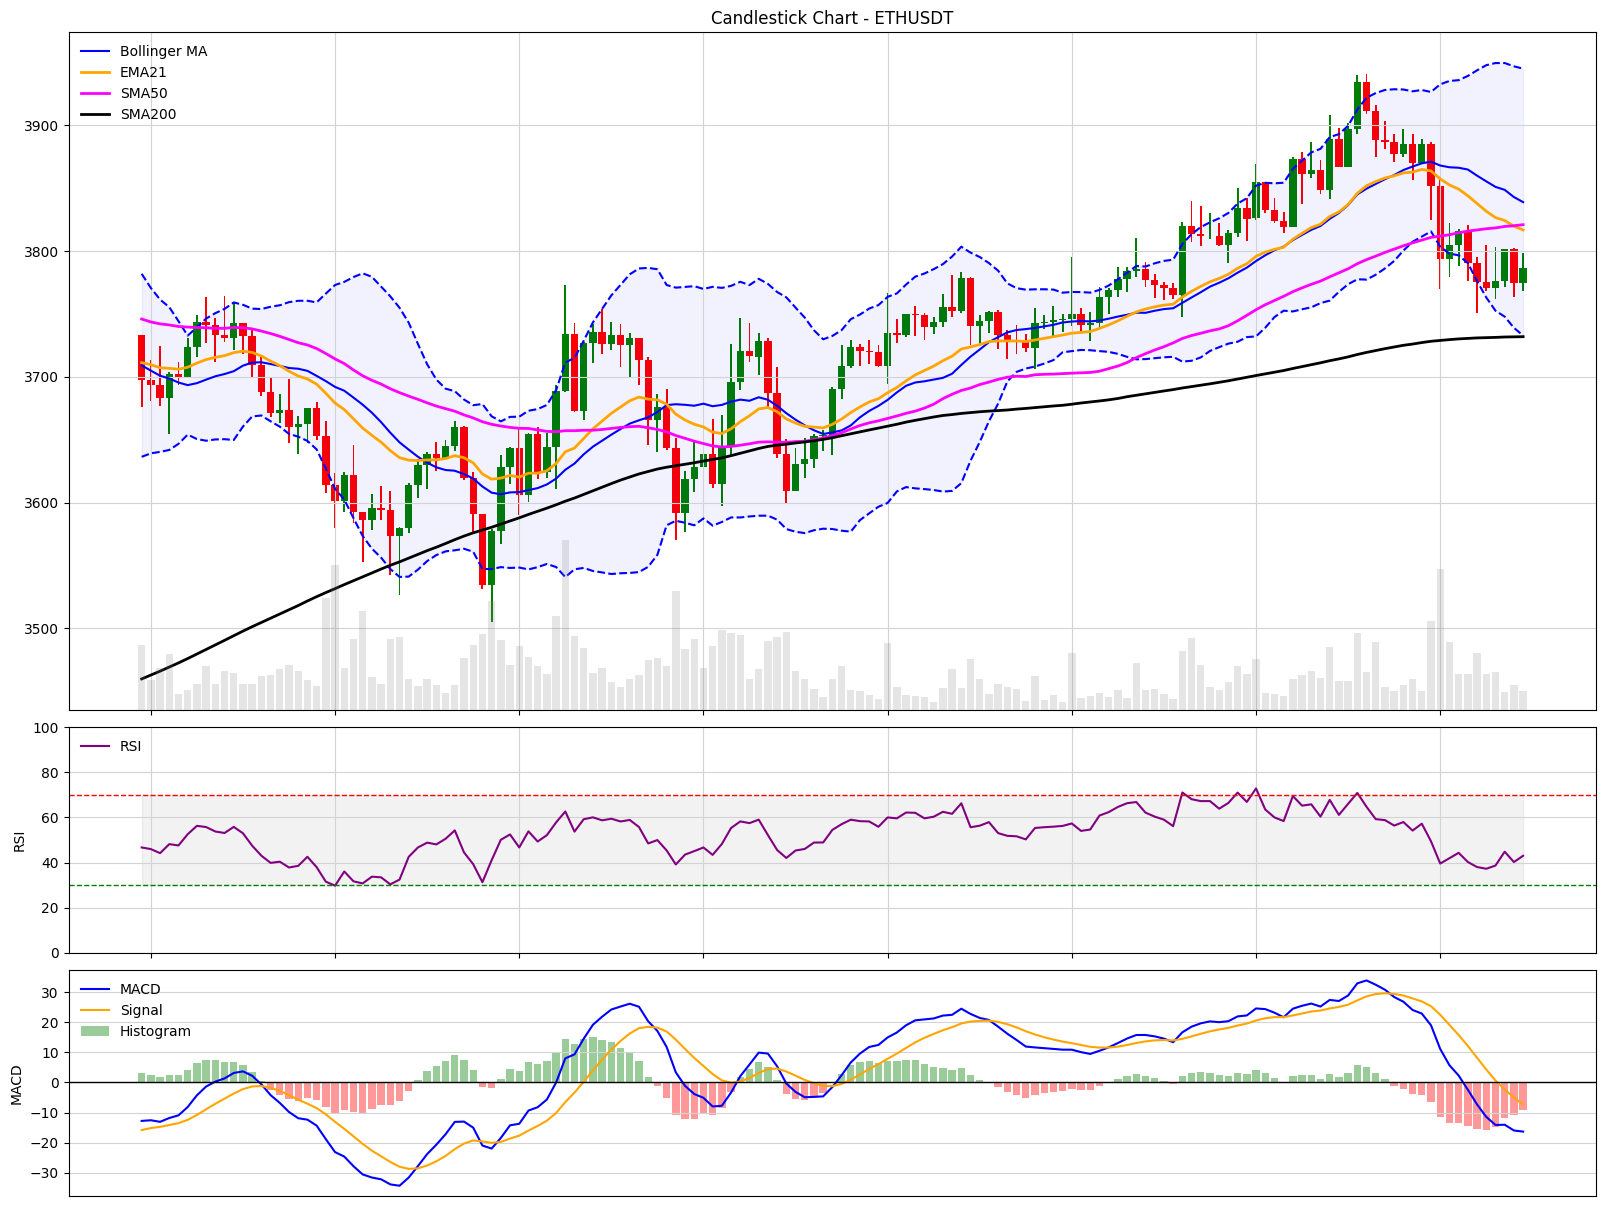 Candlestick Chart - ETHUSDT
Bollinger MA
EMA21
SMA50
SMA200
3900
3800
3700
3600
3500
RSI
100
80
60
40
20
0
RSI
MACD
Signal
Histogram
30
20
10
0
−10
−20
−30
MACD